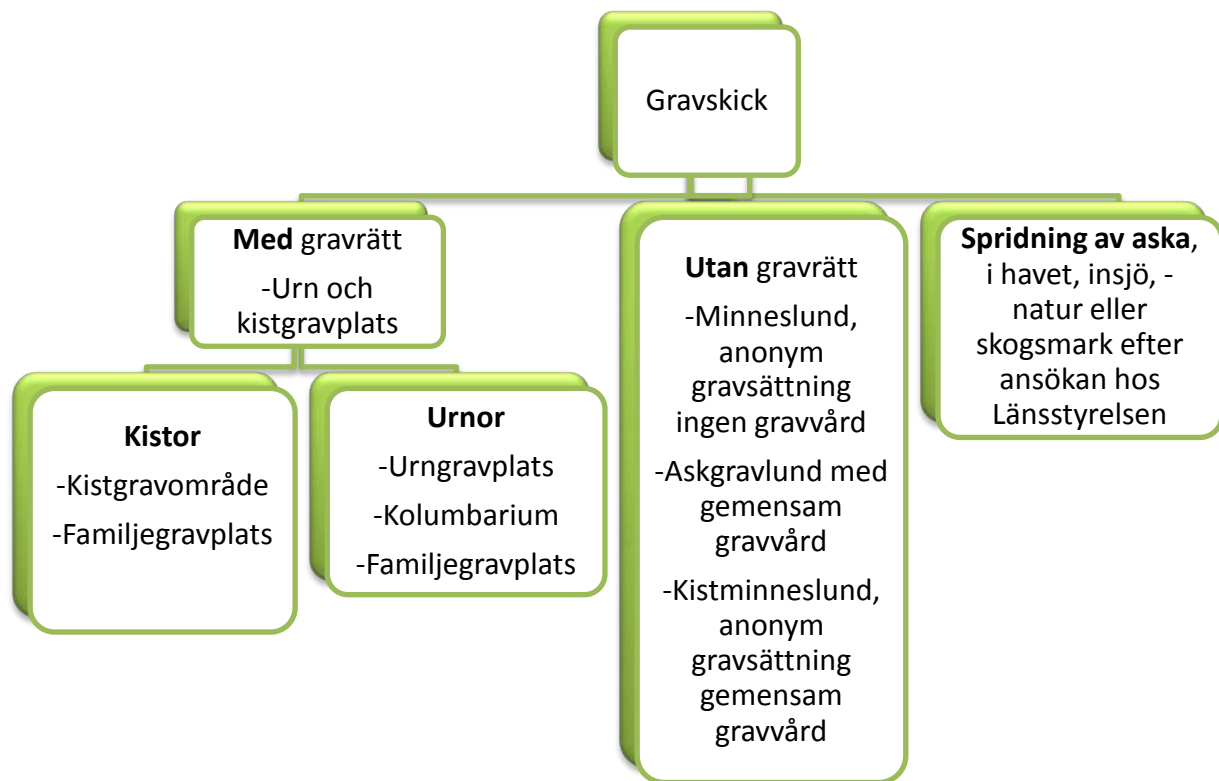 Gravskick
Med gravrätt
-Urn och
kistgravplats
Kistor
-Kistgravområde
-Familjegravplats
Urnor
-Urngravplats
-Kolumbarium
-Familjegravplats
Utan gravrätt
-Minneslund,
anonym
gravsättning
ingen gravvård
-Askgravlund med
gemensam
gravvård
-Kistminneslund,
anonym
gravsättning
gemensam
gravvård
Spridning av aska,
i havet, insjö, -
natur eller
skogsmark efter
ansökan hos
Länsstyrelsen